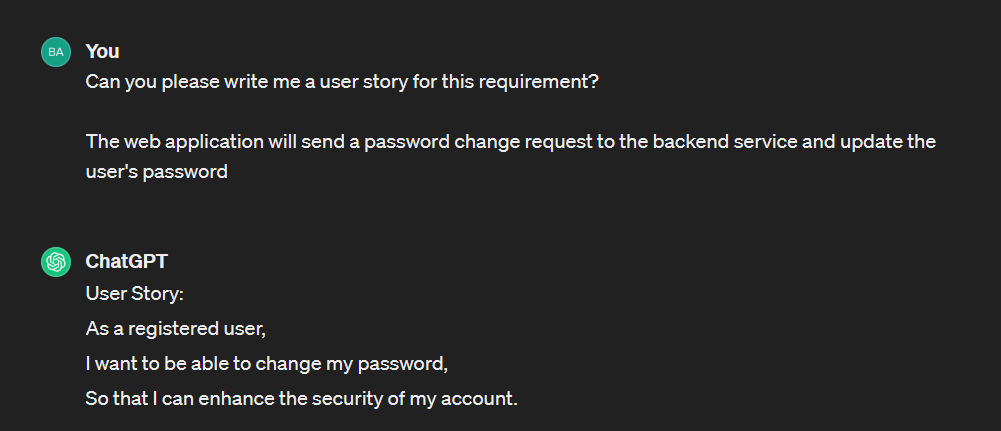 BA
You
Can you please write me a user story for this requirement?
The web application will send a password change request to the backend service and update the
user's password
ChatGPT
User Story:
As a registered user,
I want to be able to change my password,
So that I can enhance the security of my account.